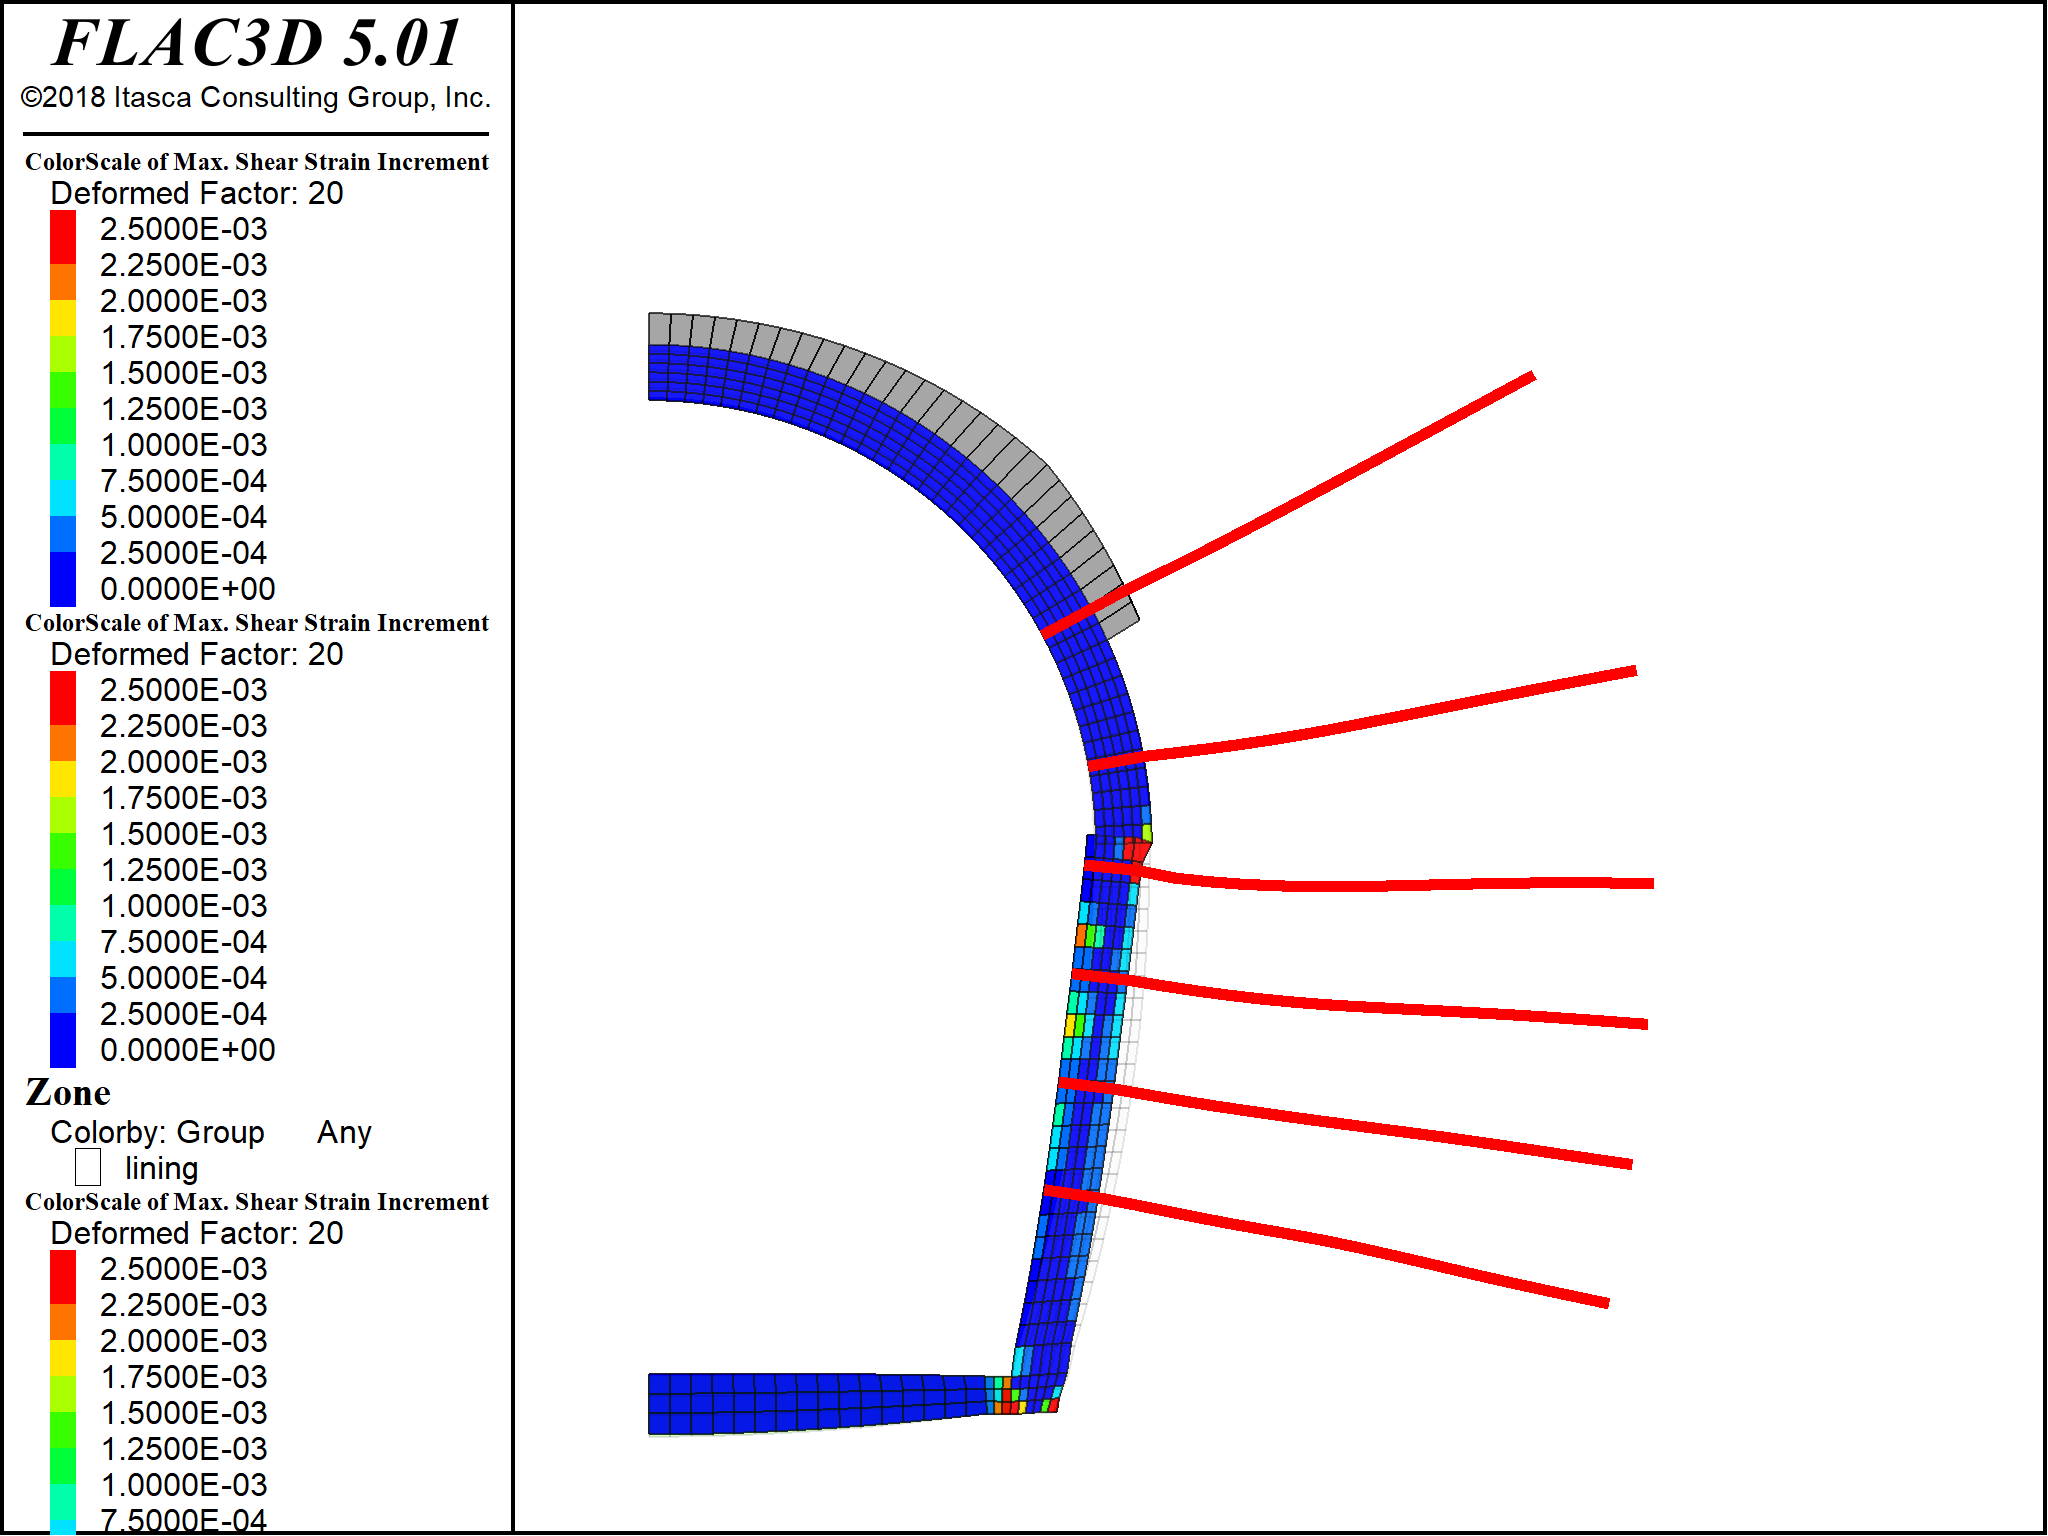 FLAC3D 5.01
©2018 Itasca Consulting Group, Inc.
ColorScale of Max. Shear Strain Increment
Deformed Factor: 20
2.5000E-03
2.2500E-03
2.0000E-03
1.7500E-03
1.5000E-03
1.2500E-03
1.0000E-03
7.5000E-04
5.0000E-04
2.5000E-04
0.0000E+00
ColorScale of Max. Shear Strain Increment
Deformed Factor: 20
2.5000E-03
2.2500E-03
2.0000E-03
1.7500E-03
1.5000E-03
1.2500E-03
1.0000E-03
7.5000E-04
5.0000E-04
2.5000E-04
0.0000E+00
Zone
Colorby: Group Any
lining
ColorScale of Max. Shear Strain Increment
Deformed Factor: 20
2.5000E-03
2.2500E-03
2.0000E-03
1.7500E-03
1.5000E-03
1.2500E-03
1.0000E-03
7.5000E-04